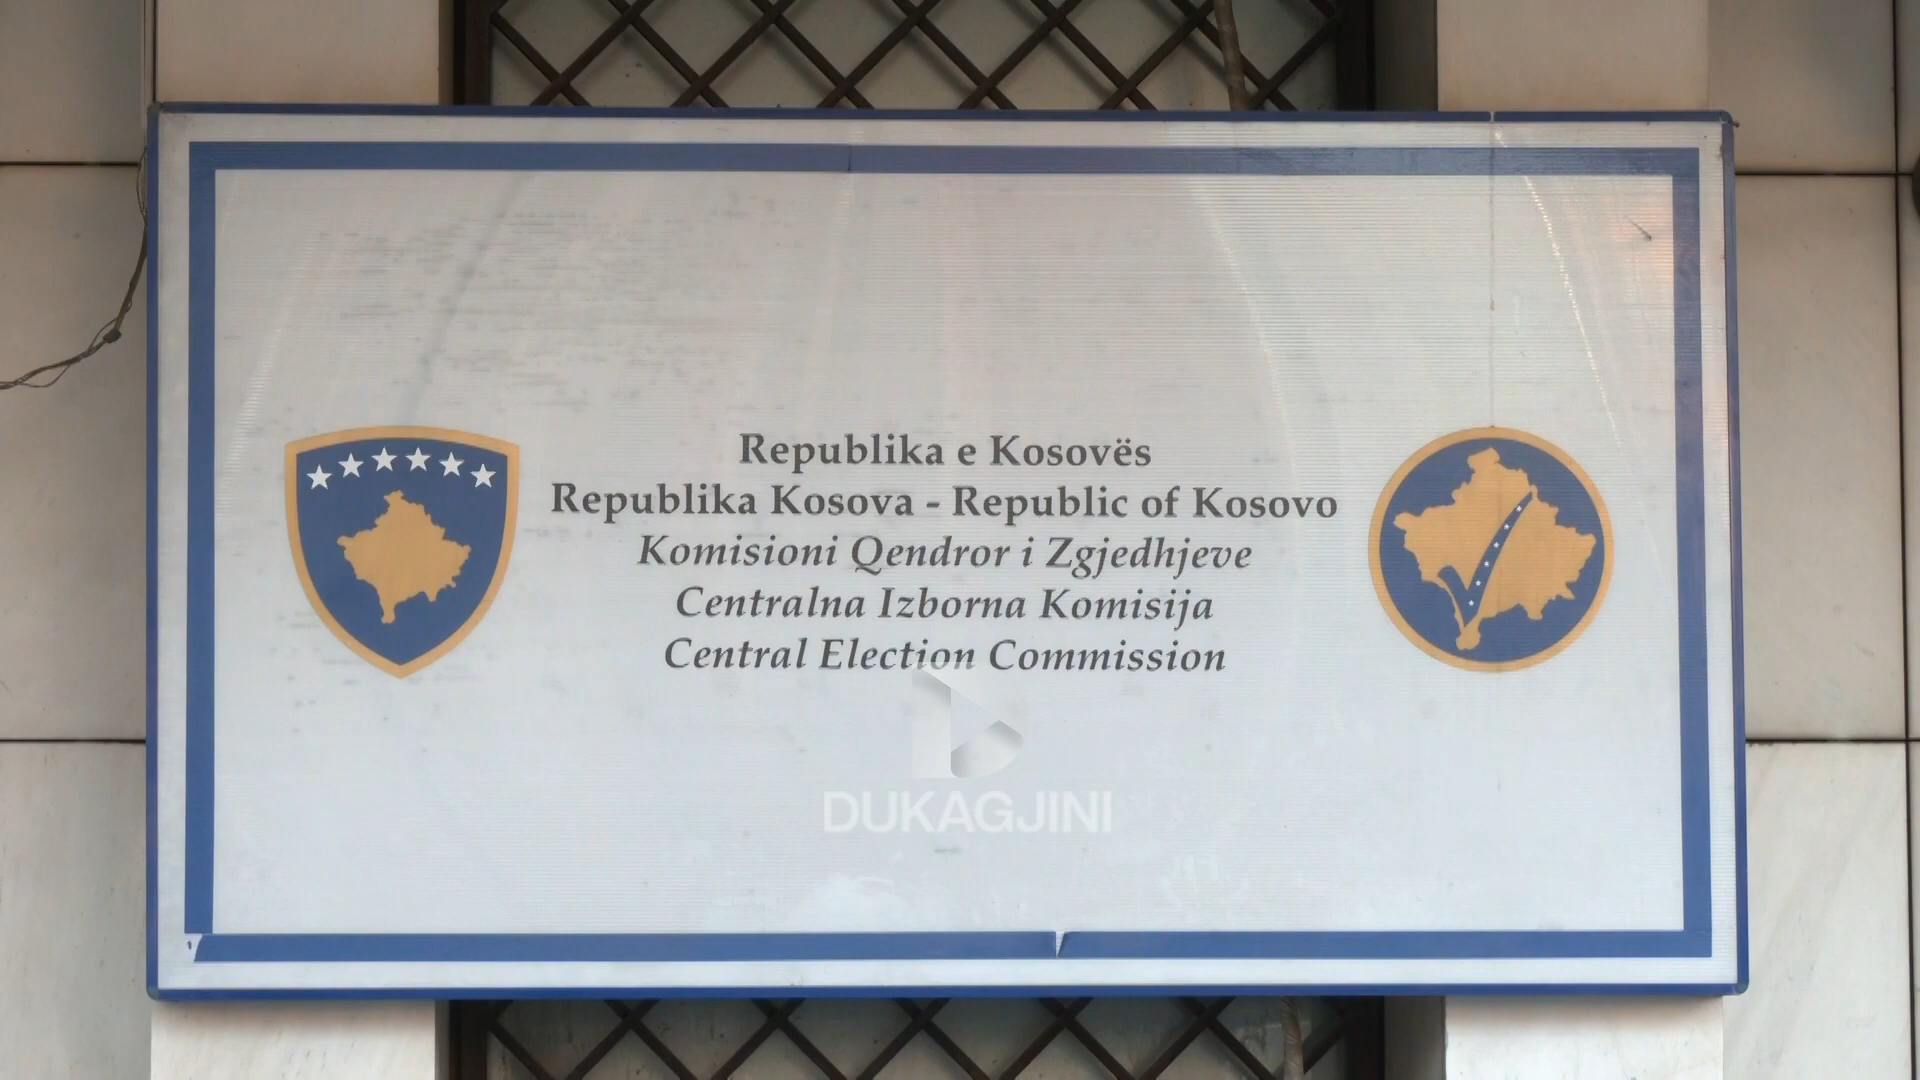 Republika e Kosovës
Republika Kosova - Republic of Kosovo
Komisioni Qendror i Zgjedhjeve
Centralna Izborna Komisija
Central Election Commission
DUKAGJINI